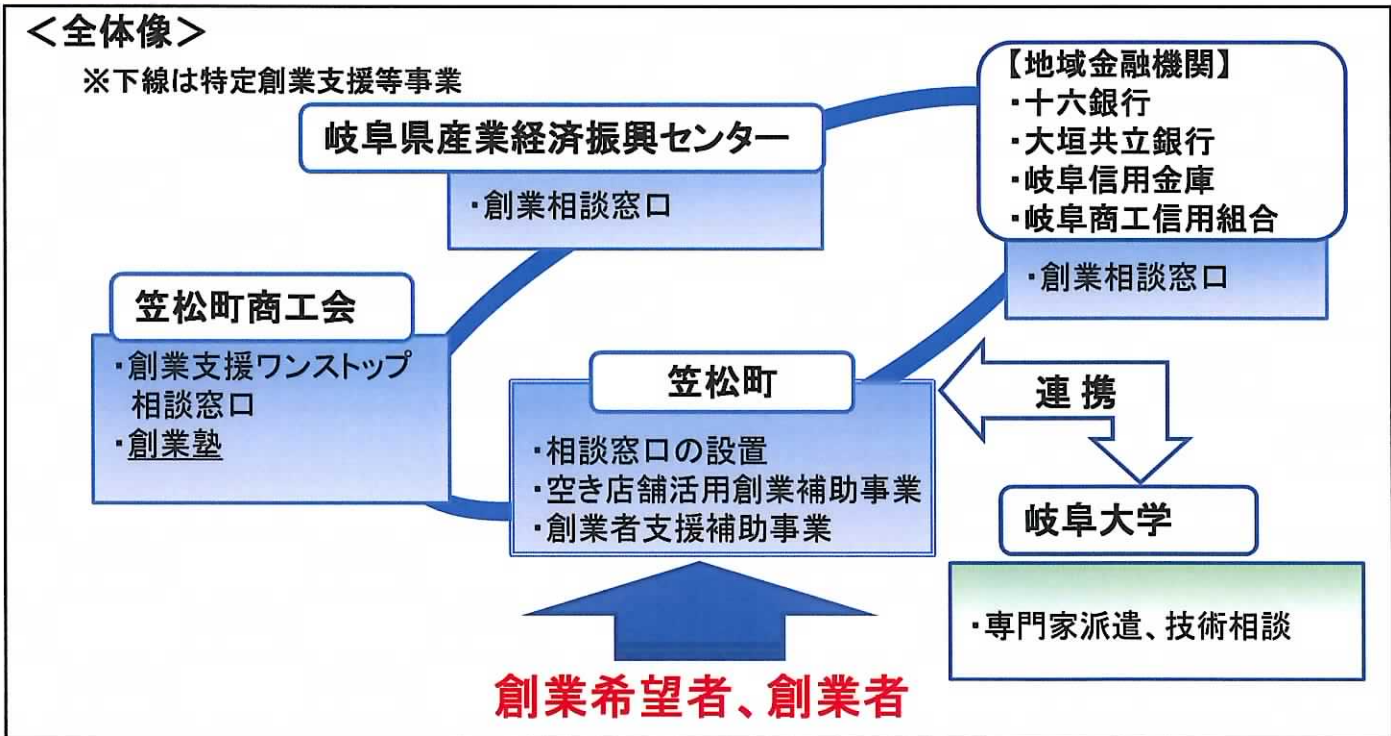 ＜全体像＞
※下線は特定創業支援等事業
岐阜県産業経済振興センター
・創業相談窓口
【地域金融機関】
・十六銀行
・大垣共立銀行
・岐阜信用金庫
・岐阜商工信用組合
・創業相談窓口
笠松町商工会
・創業支援ワンストップ
相談窓口
・創業塾
笠松町
・相談窓口の設置
・空き店舗活用創業補助事業
・創業者支援補助事業
連携
岐阜大学
・専門家派遣、技術相談
創業希望者、創業者